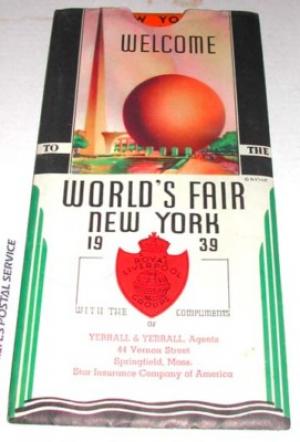 W YO
WELCOME
TO THE
WORLD'S FAIR
NEW YORK
19 39
ROYAL
LIVERPOOL
GROUPS
WITH THE COMPLIMENTS
OF
YERRALL & YERRALL, Agents
44 Vernon Street
Springfield, Mass.
Star Insurance Company of America
POSTAL SERVICE